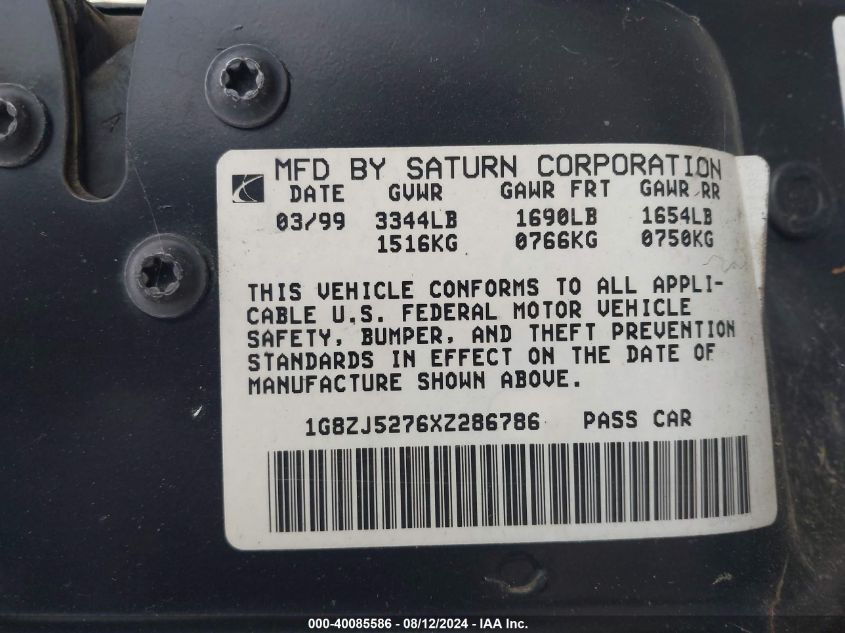 MFD BY SATURN CORPORATION
DATE GVWR GAWR FRT GAWR RR
03/99 3344LB 1690LB 1654LB
1516KG 0766KG 0750KG
THIS VEHICLE CONFORMS TO ALL APPLI-
CABLE U.S. FEDERAL MOTOR VEHICLE
SAFETY, BUMPER, AND THEFT PREVENTION
STANDARDS IN EFFECT ON THE DATE OF
MANUFACTURE SHOWN ABOVE.
1G8ZJ5276XZ286786 PASS CAR
000-40085586 - 08/12/2024 - IAA Inc.